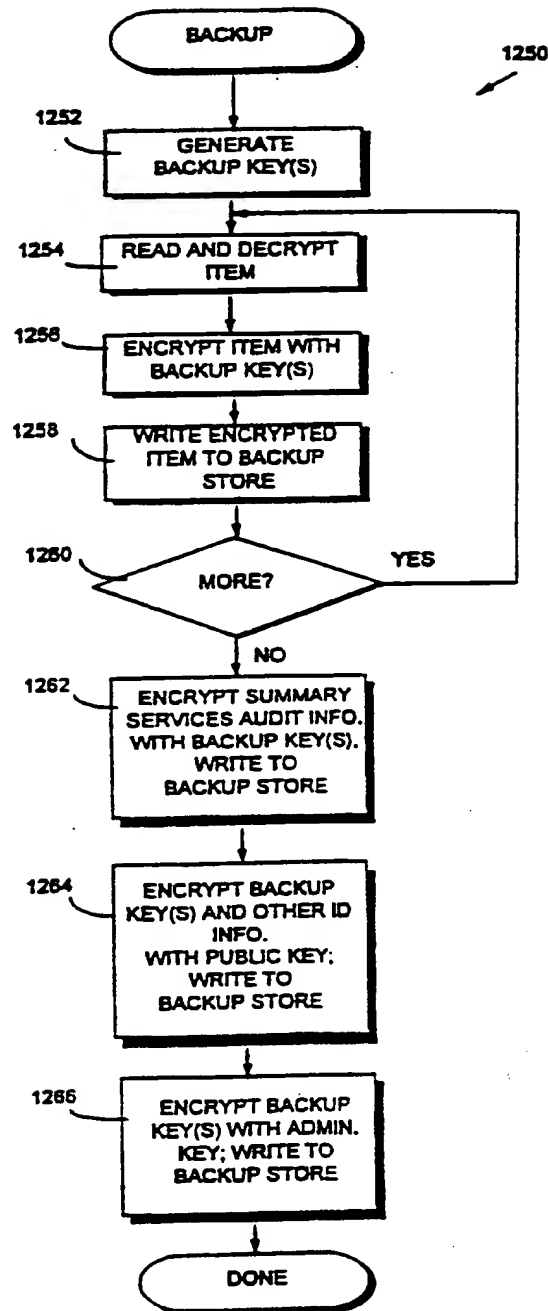 BACKUP
1250
1252
GENERATE
BACKUP KEY(S)
1254
READ AND DECRYPT
ITEM
1256
ENCRYPT ITEM WITH
BACKUP KEY(S)
1258
WRITE ENCRYPTED
ITEM TO BACKUP
STORE
1260
MORE?
YES
NO
1262
ENCRYPT SUMMARY
SERVICES AUDIT INFO.
WITH BACKUP KEY(S).
WRITE TO
BACKUP STORE
1264
ENCRYPT BACKUP
KEY(S) AND OTHER ID
INFO.
WITH PUBLIC KEY;
WRITE TO
BACKUP STORE
1266
ENCRYPT BACKUP
KEY(S) WITH ADMIN.
KEY; WRITE TO
BACKUP STORE
DONE